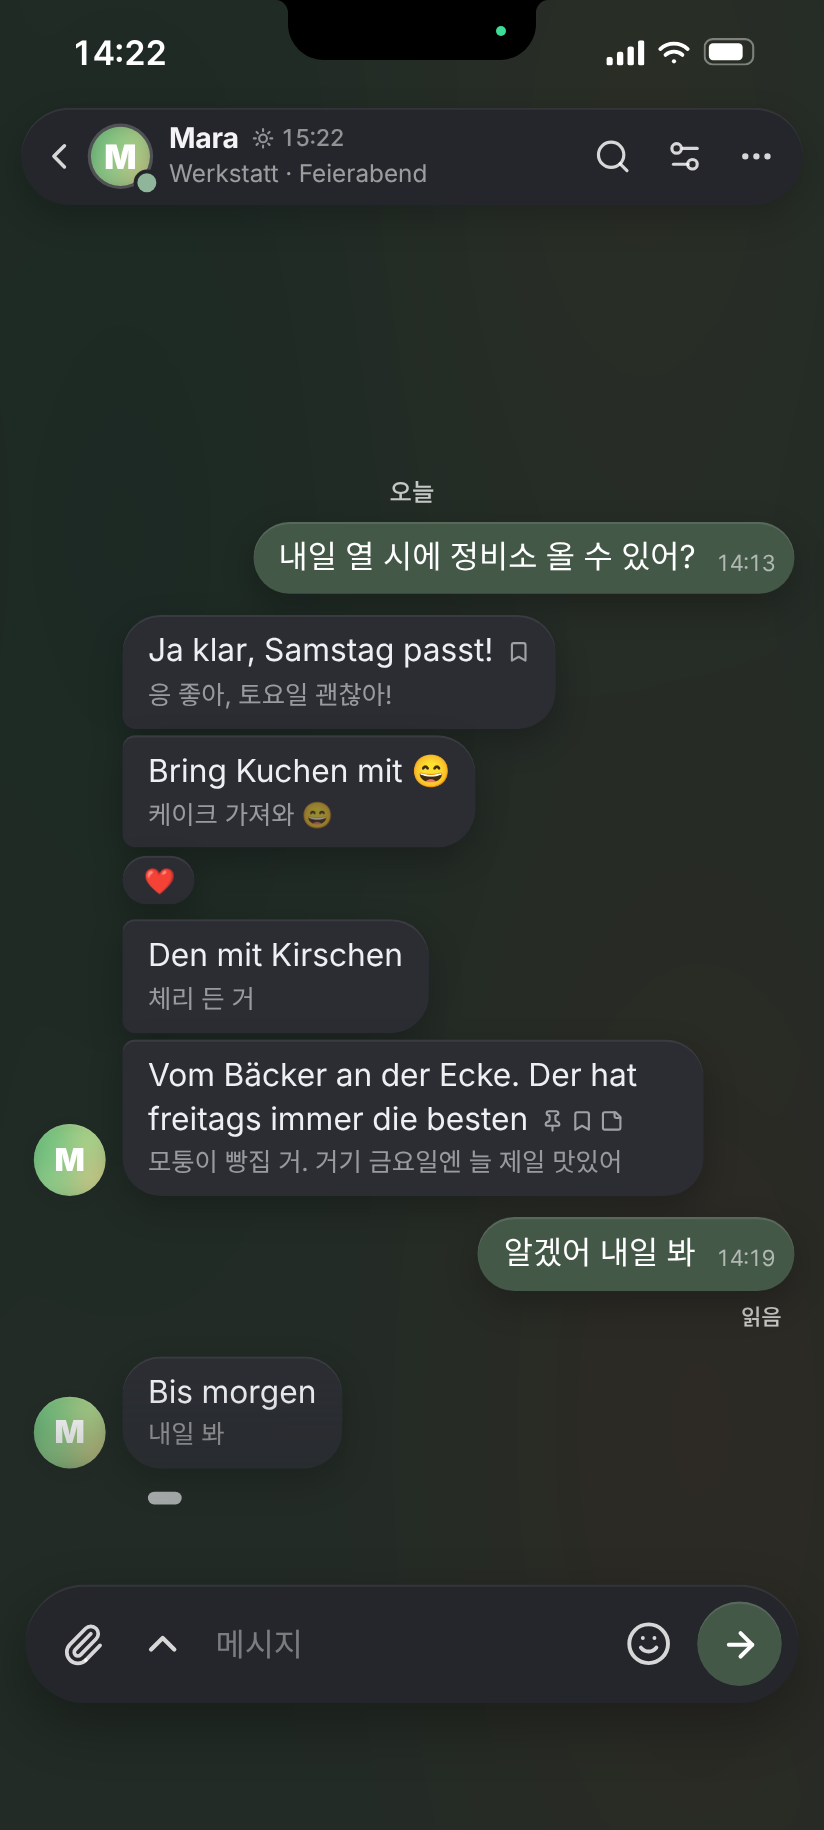 14:22
M
Mara 15:22
Werkstatt · Feierabend
오늘
내일 열 시에 정비소 올 수 있어? 14:13
Ja klar, Samstag passt!
응 좋아, 토요일 괜찮아!
Bring Kuchen mit 😄
케이크 가져와 😄
❤️
Den mit Kirschen
체리 든 거
Vom Bäcker an der Ecke. Der hat
freitags immer die besten
모퉁이 빵집 거. 거기 금요일엔 늘 제일 맛있어
M
알겠어 내일 봐 14:19
읽음
Bis morgen
내일 봐
M
메시지